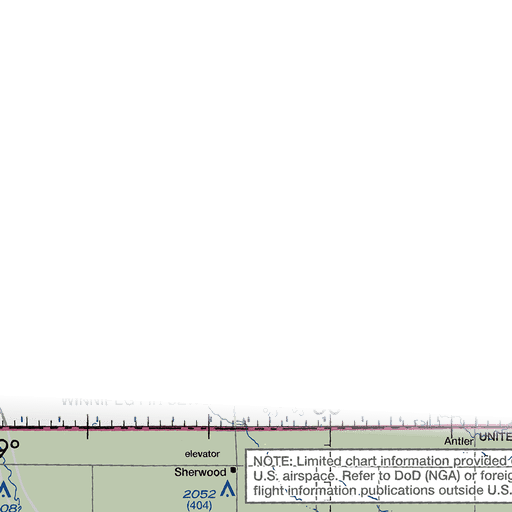 9°
Antler
UNITE
elevator
Sherwood
2052
(404)
NOTE: Limited chart information provided
U.S. airspace. Refer to DoD (NGA) or foreig
flight information publications outside U.S.